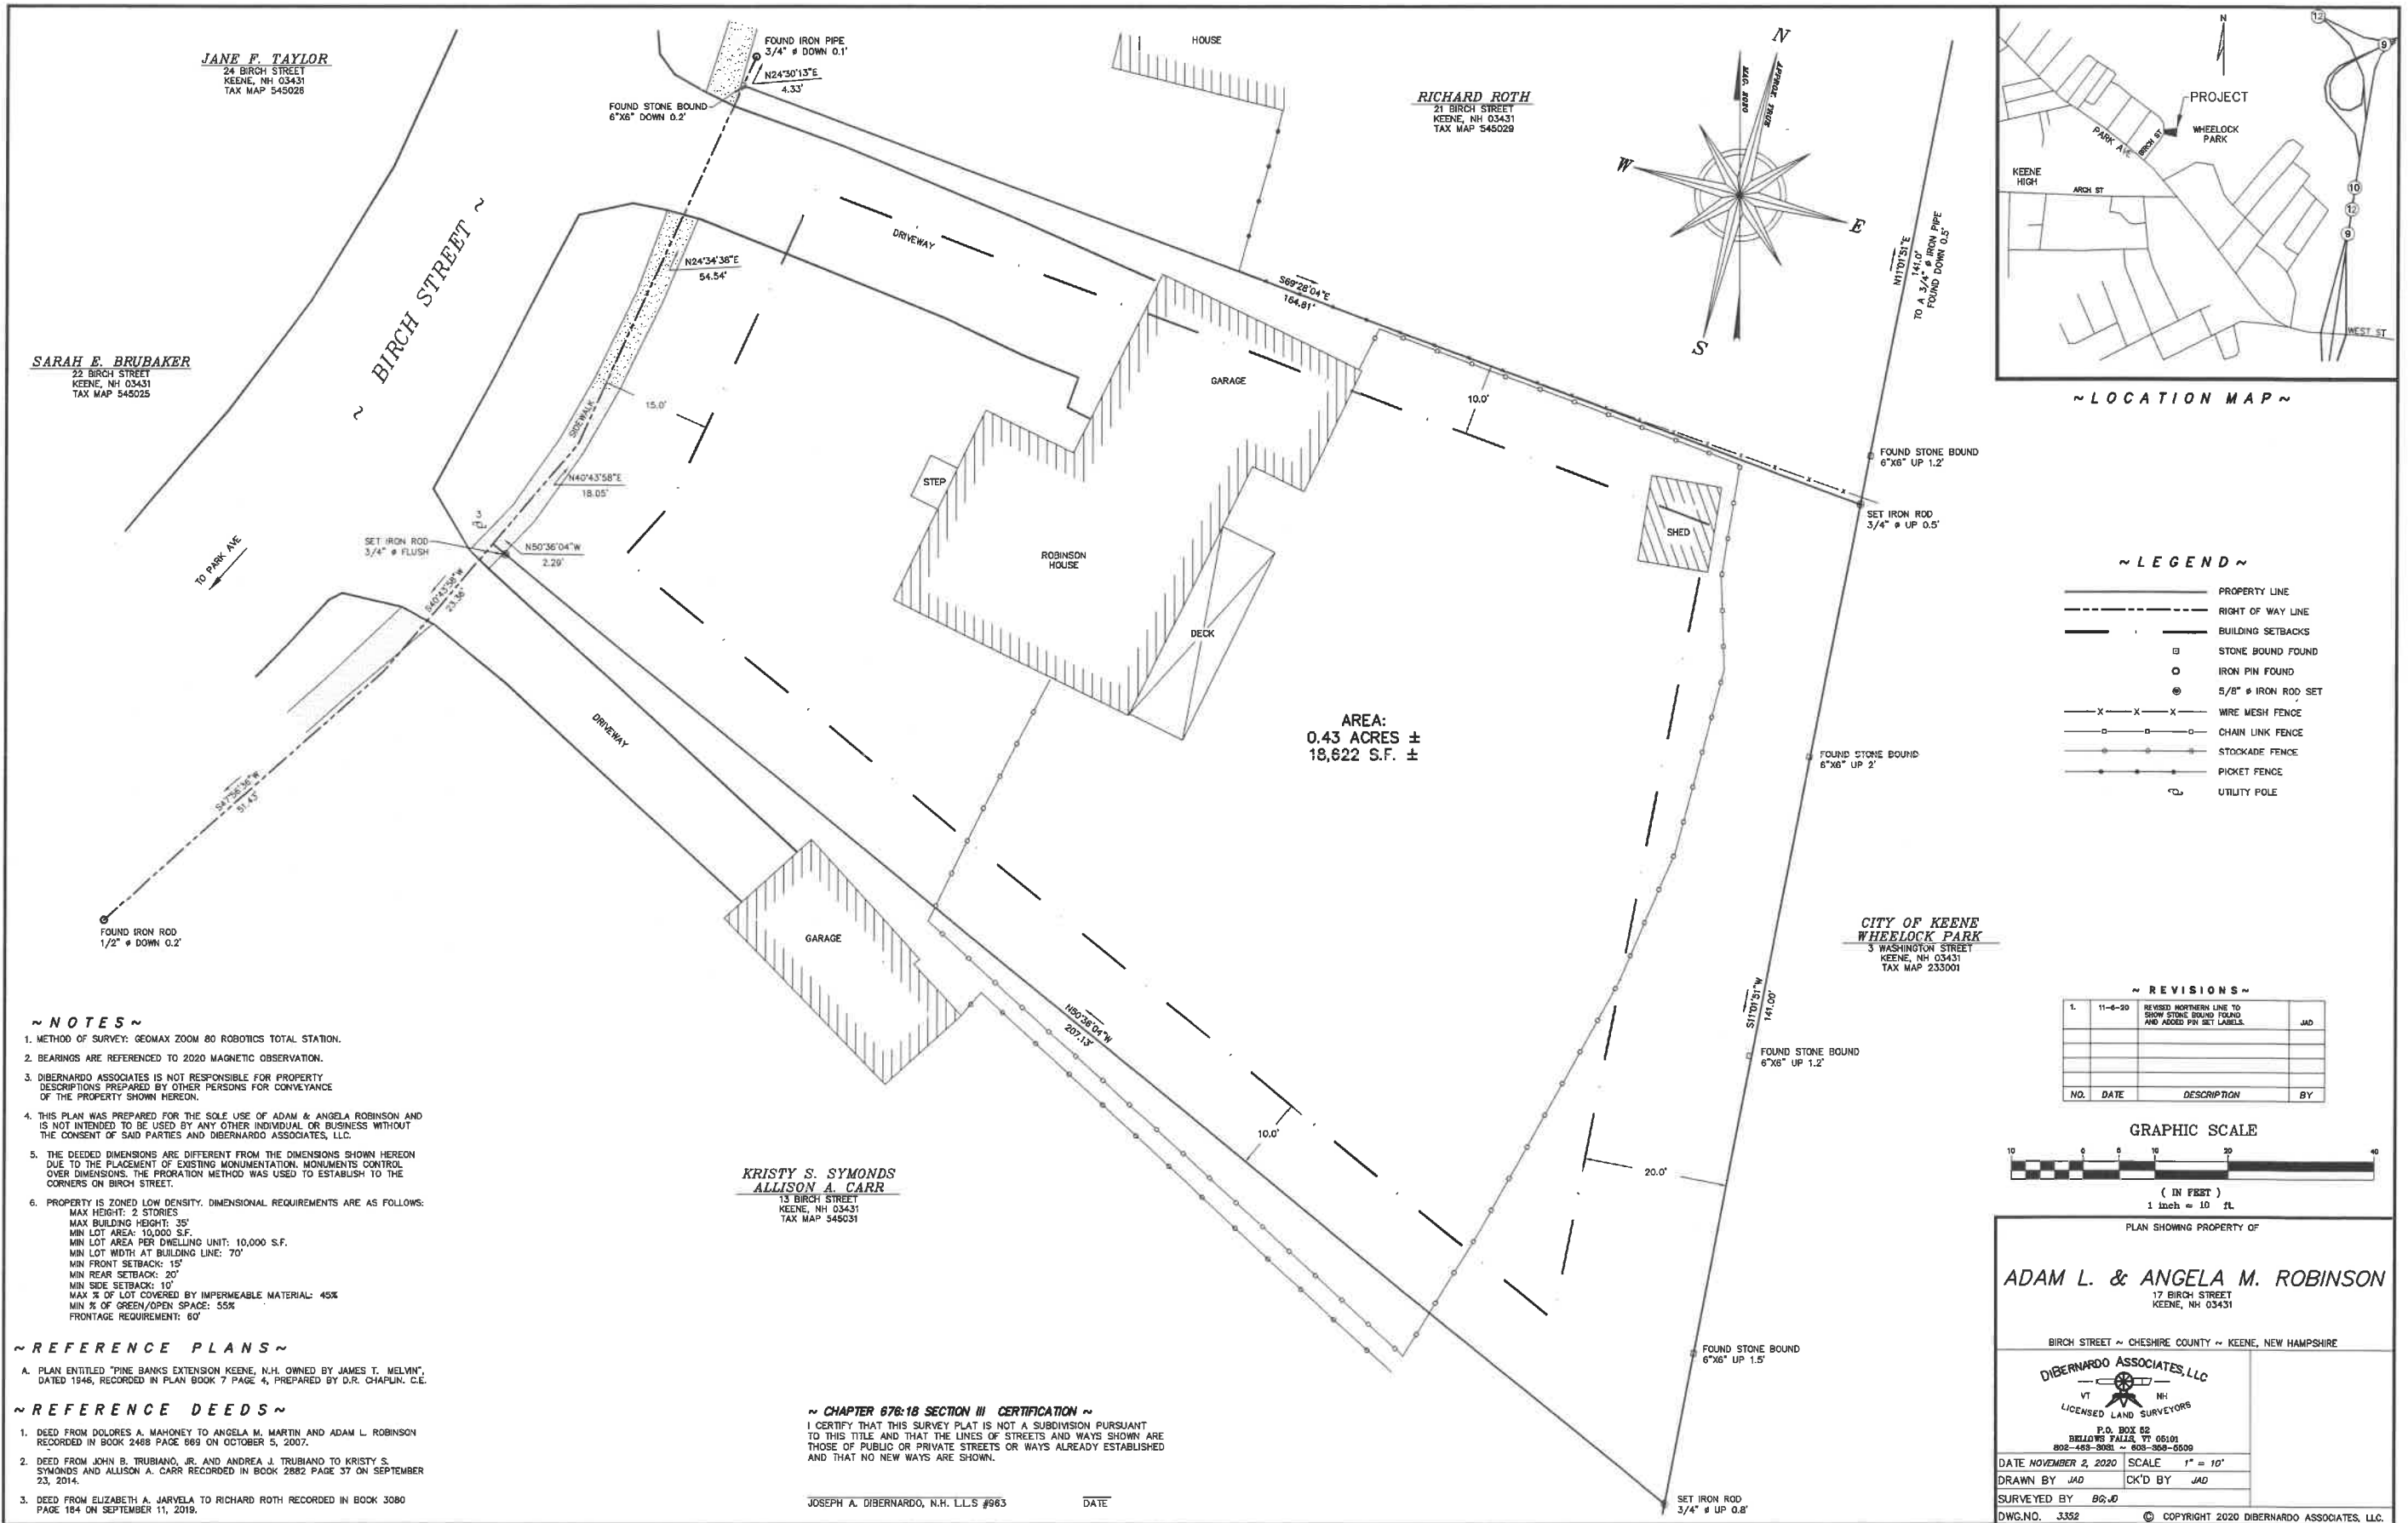 JANE F. TAYLOR
24 BIRCH STREET
KEENE, NH 03431
TAX MAP 545026
FOUND IRON PIPE
3/4" ø DOWN 0.1'
N24°30'13"E
4.33'
FOUND STONE BOUND
6"X6" DOWN 0.2'
HOUSE
RICHARD ROTH
21 BIRCH STREET
KEENE, NH 03431
TAX MAP 545029
N
MAG. 2020
APPROX. TRUE
W
E
S
N11°01'51"E
141.0'
TO A 3/4" ø IRON PIPE
FOUND DOWN 0.5'
N
12
9
PROJECT
WHEELOCK
PARK
PARK AVE
BIRCH ST
KEENE
HIGH
ARCH ST
10
12
9
WEST ST
~LOCATION MAP~
~ BIRCH STREET ~
SARAH E. BRUBAKER
22 BIRCH STREET
KEENE, NH 03431
TAX MAP 545025
DRIVEWAY
N24°34'38"E
54.54'
S69°28'04"E
164.81'
GARAGE
15.0'
SIDEWALK
10.0'
STEP
N40°43'58"E
18.05'
3
SET IRON ROD
3/4" ø FLUSH
N50°36'04"W
2.29'
TO PARK AVE
S40°43'58"W
23.36'
ROBINSON
HOUSE
DECK
SHED
FOUND STONE BOUND
6"X6" UP 1.2'
SET IRON ROD
3/4" ø UP 0.5'
~LEGEND~
PROPERTY LINE
RIGHT OF WAY LINE
BUILDING SETBACKS
STONE BOUND FOUND
IRON PIN FOUND
5/8" ø IRON ROD SET
WIRE MESH FENCE
CHAIN LINK FENCE
STOCKADE FENCE
PICKET FENCE
UTILITY POLE
DRIVEWAY
AREA:
0.43 ACRES ±
18,622 S.F. ±
FOUND STONE BOUND
6"X6" UP 2'
S47°56'36"W
51.43'
FOUND IRON ROD
1/2" ø DOWN 0.2'
GARAGE
CITY OF KEENE
WHEELOCK PARK
3 WASHINGTON STREET
KEENE, NH 03431
TAX MAP 233001
S11°01'51"W
141.00'
N50°36'04"W
207.13'
FOUND STONE BOUND
6"X6" UP 1.2'
10.0'
20.0'
KRISTY S. SYMONDS
ALLISON A. CARR
13 BIRCH STREET
KEENE, NH 03431
TAX MAP 545031
FOUND STONE BOUND
6"X6" UP 1.5'
SET IRON ROD
3/4" ø UP 0.8'
~NOTES~
1. METHOD OF SURVEY: GEOMAX ZOOM 80 ROBOTICS TOTAL STATION.
2. BEARINGS ARE REFERENCED TO 2020 MAGNETIC OBSERVATION.
3. DIBERNARDO ASSOCIATES IS NOT RESPONSIBLE FOR PROPERTY
DESCRIPTIONS PREPARED BY OTHER PERSONS FOR CONVEYANCE
OF THE PROPERTY SHOWN HEREON.
4. THIS PLAN WAS PREPARED FOR THE SOLE USE OF ADAM & ANGELA ROBINSON AND
IS NOT INTENDED TO BE USED BY ANY OTHER INDIVIDUAL OR BUSINESS WITHOUT
THE CONSENT OF SAID PARTIES AND DIBERNARDO ASSOCIATES, LLC.
5. THE DEEDED DIMENSIONS ARE DIFFERENT FROM THE DIMENSIONS SHOWN HEREON
DUE TO THE PLACEMENT OF EXISTING MONUMENTATION. MONUMENTS CONTROL
OVER DIMENSIONS. THE PRORATION METHOD WAS USED TO ESTABLISH TO THE
CORNERS ON BIRCH STREET.
6. PROPERTY IS ZONED LOW DENSITY. DIMENSIONAL REQUIREMENTS ARE AS FOLLOWS:
MAX HEIGHT: 2 STORIES
MAX BUILDING HEIGHT: 35'
MIN LOT AREA: 10,000 S.F.
MIN LOT AREA PER DWELLING UNIT: 10,000 S.F.
MIN LOT WIDTH AT BUILDING LINE: 70'
MIN FRONT SETBACK: 15'
MIN REAR SETBACK: 20'
MIN SIDE SETBACK: 10'
MAX % OF LOT COVERED BY IMPERMEABLE MATERIAL: 45%
MIN % OF GREEN/OPEN SPACE: 55%
FRONTAGE REQUIREMENT: 60'
~REFERENCE PLANS~
A. PLAN ENTITLED "PINE BANKS EXTENSION KEENE, N.H. OWNED BY JAMES T. MELVIN",
DATED 1946, RECORDED IN PLAN BOOK 7 PAGE 4, PREPARED BY D.R. CHAPLIN. C.E.
~REFERENCE DEEDS~
1. DEED FROM DOLORES A. MAHONEY TO ANGELA M. MARTIN AND ADAM L. ROBINSON
RECORDED IN BOOK 2468 PAGE 669 ON OCTOBER 5, 2007.
2. DEED FROM JOHN B. TRUBIANO, JR. AND ANDREA J. TRUBIANO TO KRISTY S.
SYMONDS AND ALLISON A. CARR RECORDED IN BOOK 2882 PAGE 37 ON SEPTEMBER
23, 2014.
3. DEED FROM ELIZABETH A. JARVELA TO RICHARD ROTH RECORDED IN BOOK 3080
PAGE 184 ON SEPTEMBER 11, 2019.
~ CHAPTER 676:18 SECTION III CERTIFICATION ~
I CERTIFY THAT THIS SURVEY PLAT IS NOT A SUBDIVISION PURSUANT
TO THIS TITLE AND THAT THE LINES OF STREETS AND WAYS SHOWN ARE
THOSE OF PUBLIC OR PRIVATE STREETS OR WAYS ALREADY ESTABLISHED
AND THAT NO NEW WAYS ARE SHOWN.
JOSEPH A. DIBERNARDO, N.H. L.L.S #963 DATE
~ REVISIONS ~
1. 11-6-20 REVISED NORTHERN LINE TO
SHOW STONE BOUND FOUND
AND ADDED PIN SET LABELS. JAD
NO. DATE DESCRIPTION BY
GRAPHIC SCALE
10 0 5 10 20 40
( IN FEET )
1 inch = 10 ft.
PLAN SHOWING PROPERTY OF
ADAM L. & ANGELA M. ROBINSON
17 BIRCH STREET
KEENE, NH 03431
BIRCH STREET ~ CHESHIRE COUNTY ~ KEENE, NEW HAMPSHIRE
DIBERNARDO ASSOCIATES, LLC
VT NH
LICENSED LAND SURVEYORS
P.O. BOX 52
BELLOWS FALLS, VT 05101
802-463-3031 ~ 603-358-5509
DATE NOVEMBER 2, 2020 SCALE 1" = 10'
DRAWN BY JAD CK'D BY JAD
SURVEYED BY BG;JD
DWG.NO. 3352 © COPYRIGHT 2020 DIBERNARDO ASSOCIATES, LLC.